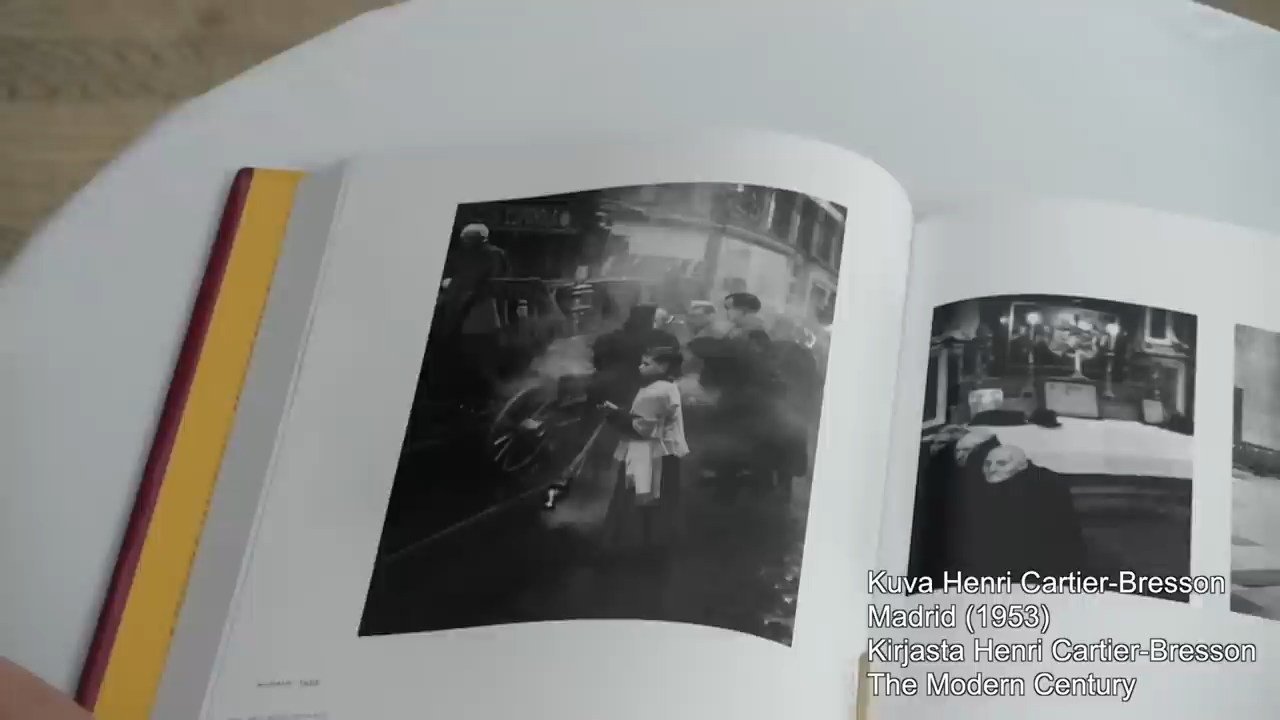 Kuva Henri Cartier-Bresson
Madrid (1953)
Kirjasta Henri Cartier-Bresson
The Modern Century